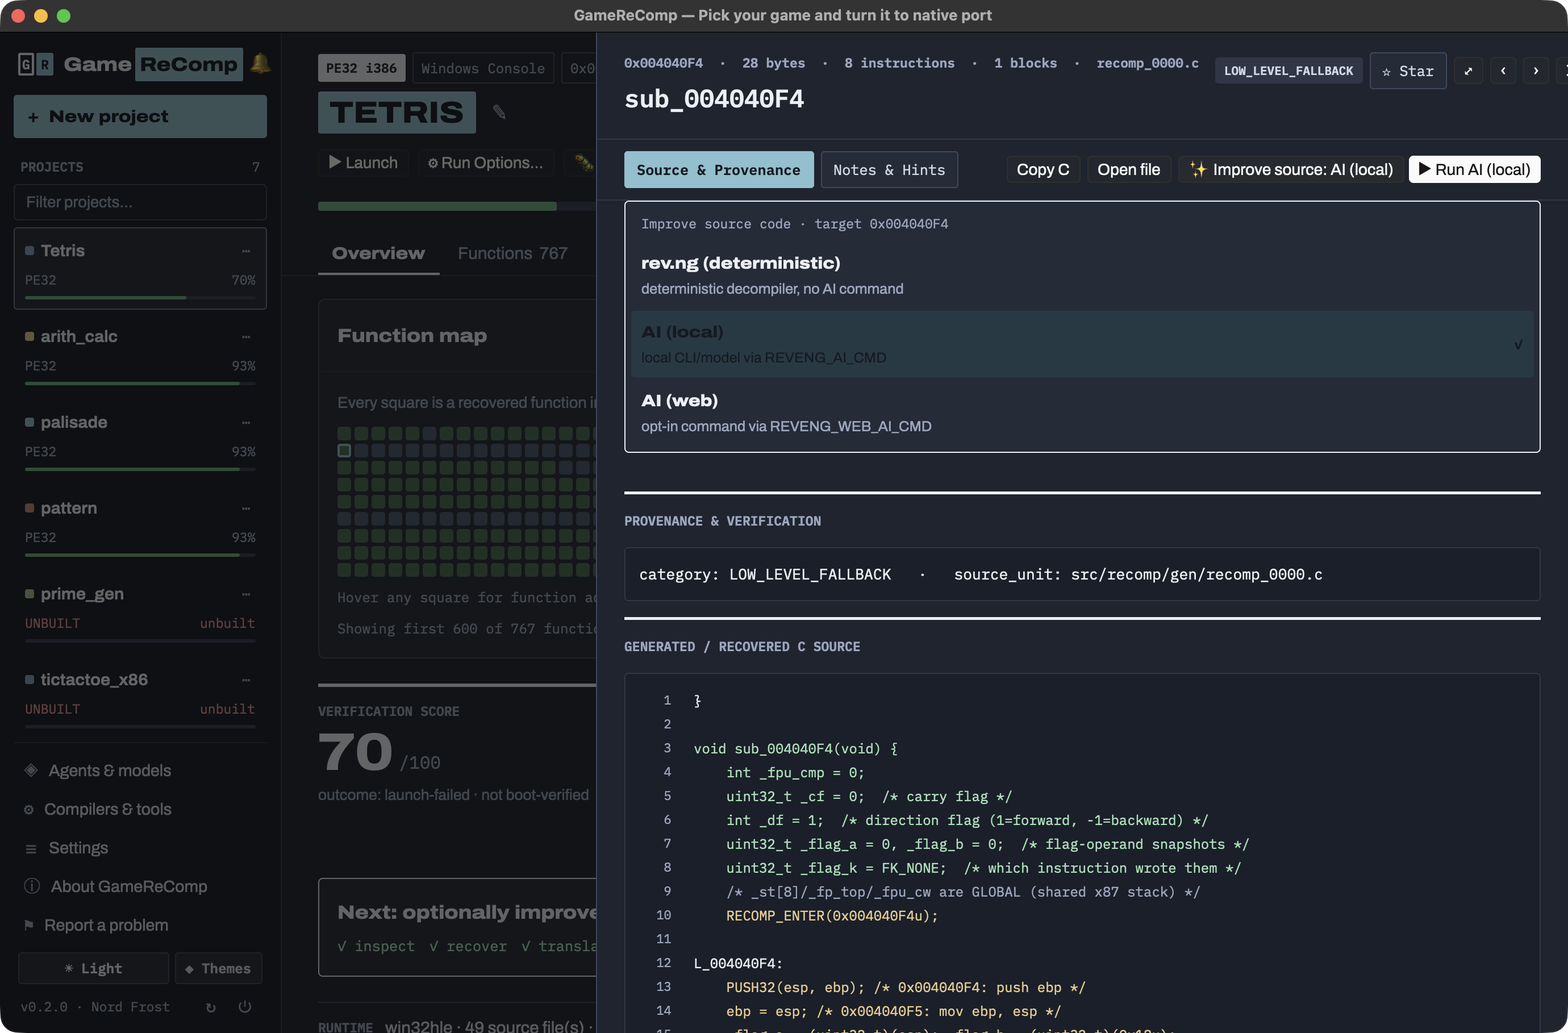 GameReComp — Pick your game and turn it to native port
GR Game ReComp
+ New project
PROJECTS 7
Filter projects...
Tetris
PE32 70%
arith_calc
PE32 93%
palisade
PE32 93%
pattern
PE32 93%
prime_gen
UNBUILT unbuilt
tictactoe_x86
UNBUILT unbuilt
Agents & models
Compilers & tools
Settings
About GameReComp
Report a problem
Light
Themes
v0.2.0 · Nord Frost
PE32 i386
Windows Console
0x0
TETRIS
Launch
Run Options...
Overview
Functions 767
Function map
Every square is a recovered function i
Hover any square for function a
Showing first 600 of 767 functio
VERIFICATION SCORE
70 /100
outcome: launch-failed · not boot-verified
Next: optionally improve
√ inspect √ recover √ transla
RUNTIME win32hle · 49 source file(s) ·
0x004040F4 · 28 bytes · 8 instructions · 1 blocks · recomp_0000.c
LOW_LEVEL_FALLBACK
☆ Star
sub_004040F4
Source & Provenance
Notes & Hints
Copy C
Open file
Improve source: AI (local)
Run AI (local)
Improve source code · target 0x004040F4
rev.ng (deterministic)
deterministic decompiler, no AI command
AI (local)
local CLI/model via REVENG_AI_CMD
√
AI (web)
opt-in command via REVENG_WEB_AI_CMD
PROVENANCE & VERIFICATION
category: LOW_LEVEL_FALLBACK · source_unit: src/recomp/gen/recomp_0000.c
GENERATED / RECOVERED C SOURCE
1 }
2
3 void sub_004040F4(void) {
4 int _fpu_cmp = 0;
5 uint32_t _cf = 0; /* carry flag */
6 int _df = 1; /* direction flag (1=forward, -1=backward) */
7 uint32_t _flag_a = 0, _flag_b = 0; /* flag-operand snapshots */
8 uint32_t _flag_k = FK_NONE; /* which instruction wrote them */
9 /* _st[8]/_fp_top/_fpu_cw are GLOBAL (shared x87 stack) */
10 RECOMP_ENTER(0x004040F4u);
11
12 L_004040F4:
13 PUSH32(esp, ebp); /* 0x004040F4: push ebp */
14 ebp = esp; /* 0x004040F5: mov ebp, esp */